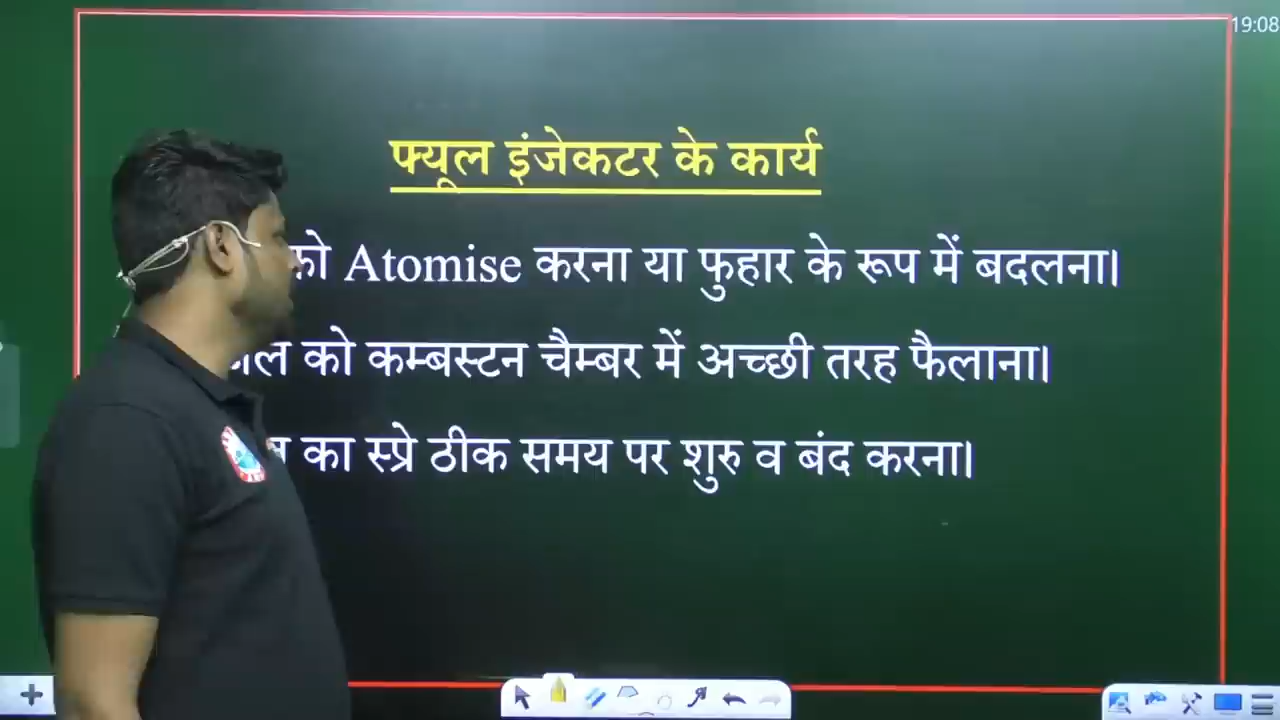 19:08
फ्यूल इंजेकटर के कार्य
को Atomise करना या फुहार के रूप में बदलना।
को कम्बस्टन चैम्बर में अच्छी तरह फैलाना।
का स्प्रे ठीक समय पर शुरु व बंद करना।